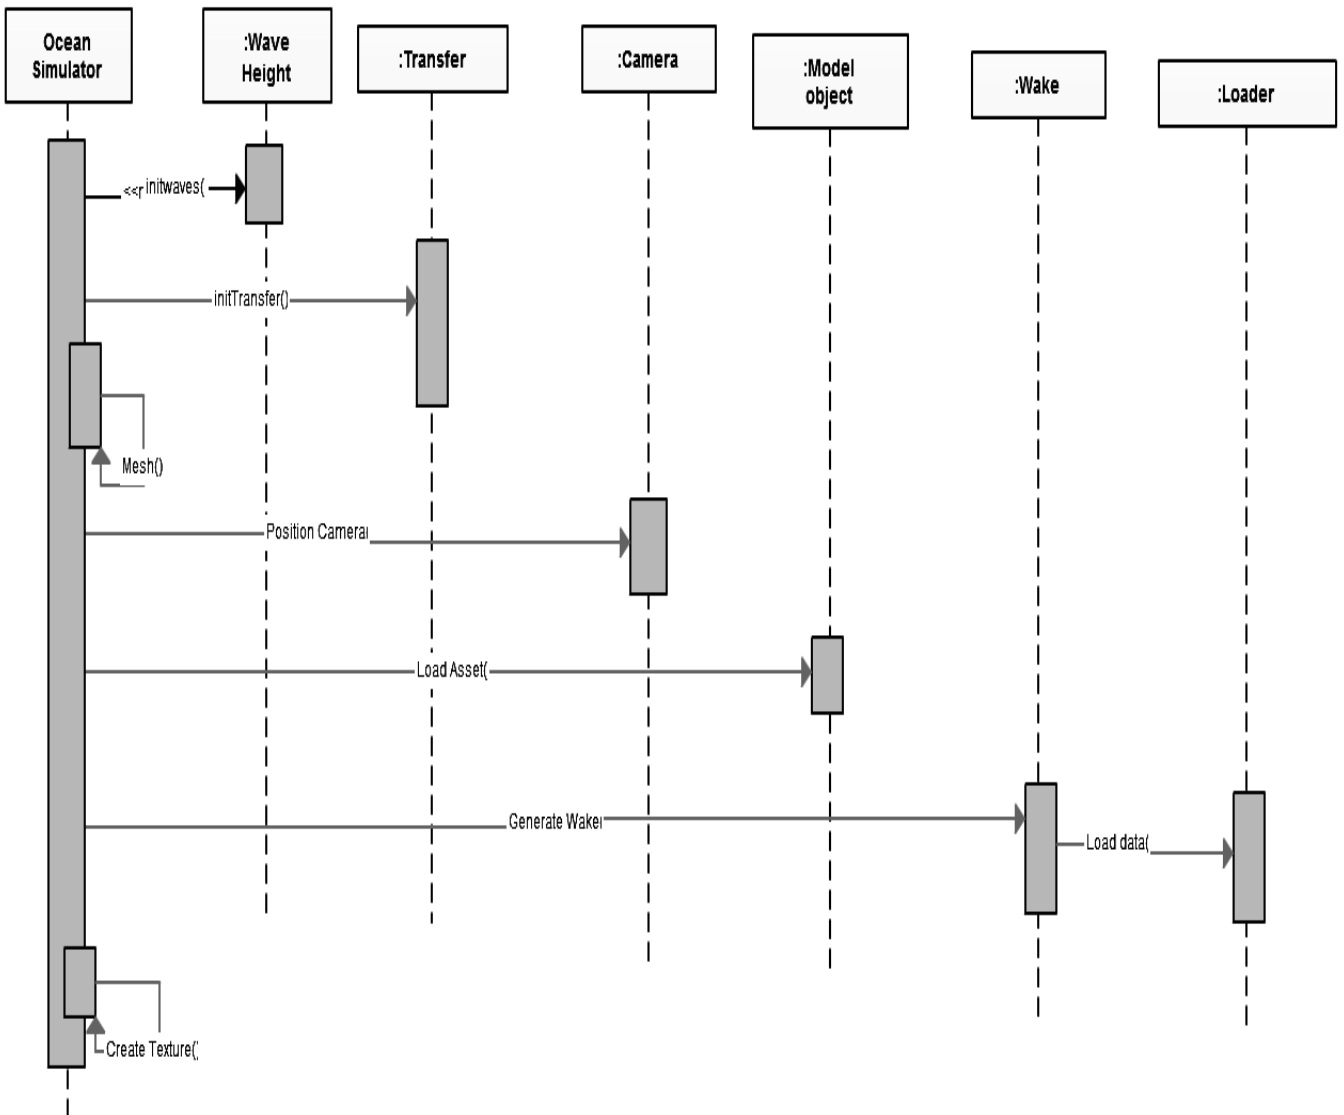 Ocean
Simulator
:Wave
Height
:Transfer
:Camera
:Model
object
:Wake
:Loader
<<r initwaves(
initTransfer()
Mesh()
Position Camera
Load Asset(
Generate Wake
Load data(
Create Texture()